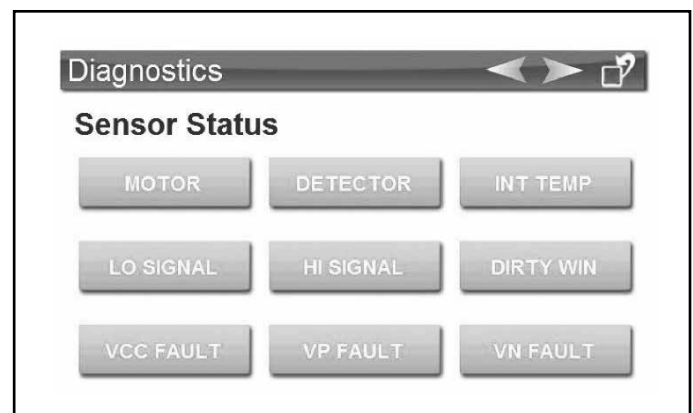 Diagnostics
Sensor Status
MOTOR DETECTOR INT TEMP
LO SIGNAL HI SIGNAL DIRTY WIN
VCC FAULT VP FAULT VN FAULT